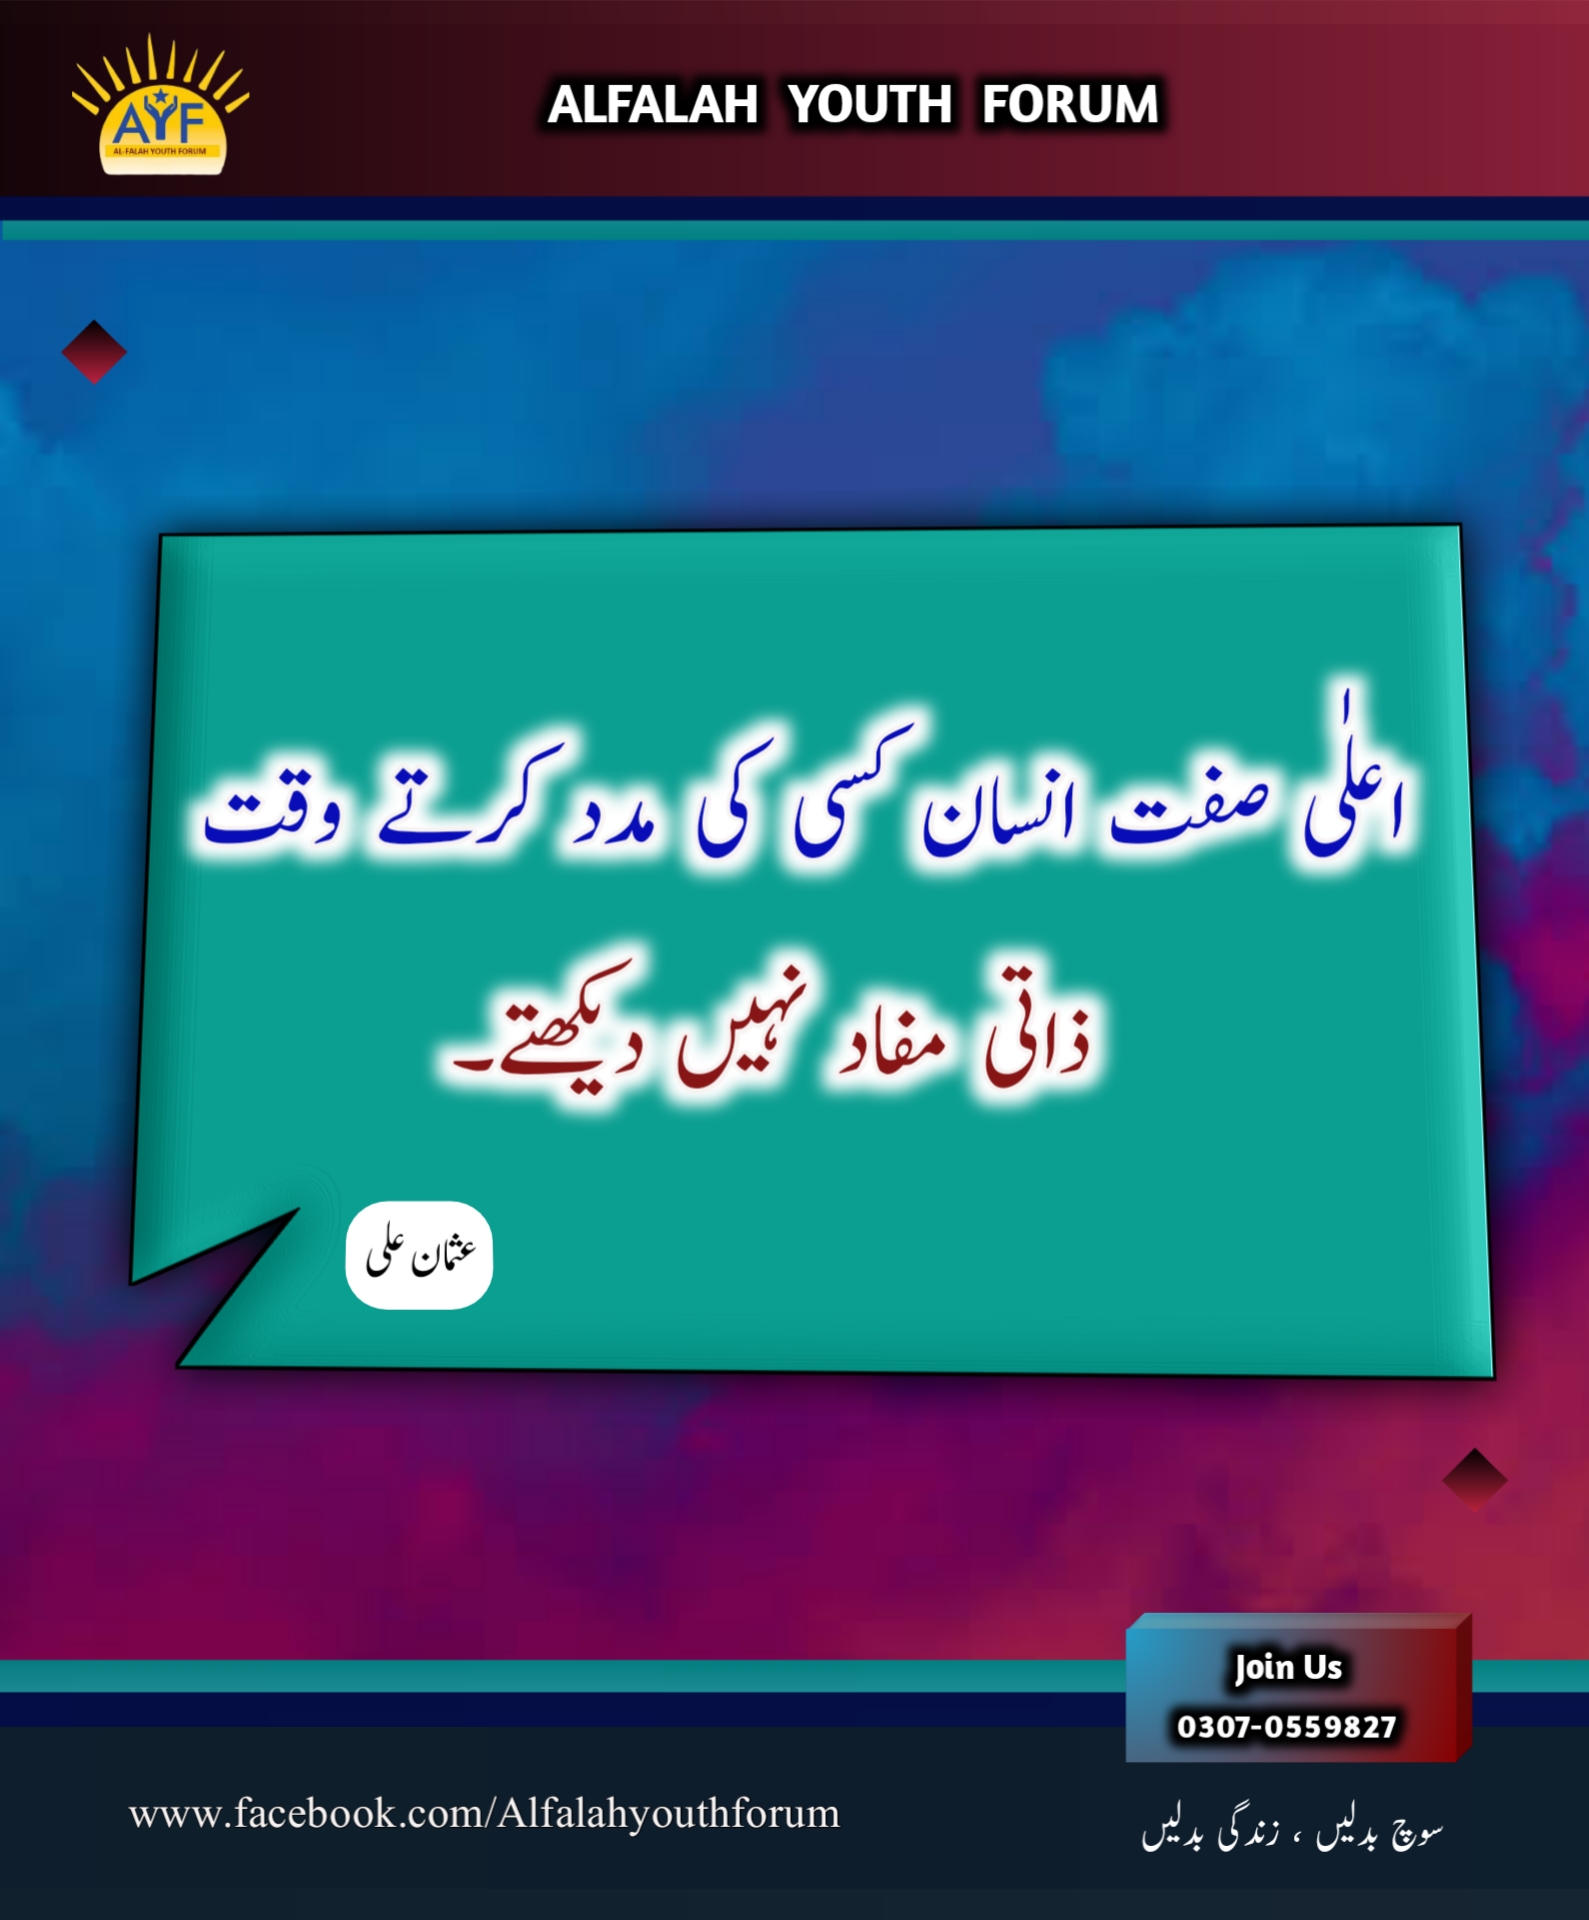 AYF
AL-FALAH YOUTH FORUM
ALFALAH YOUTH FORUM
اعلٰی صفت انسان کسی کی مدد کرتے وقت
ذاتی مفاد نہیں دیکھتے۔
عثمان علی
Join Us
0307-0559827
www.facebook.com/Alfalahyouthforum
سوچ بدلیں ، زندگی بدلیں